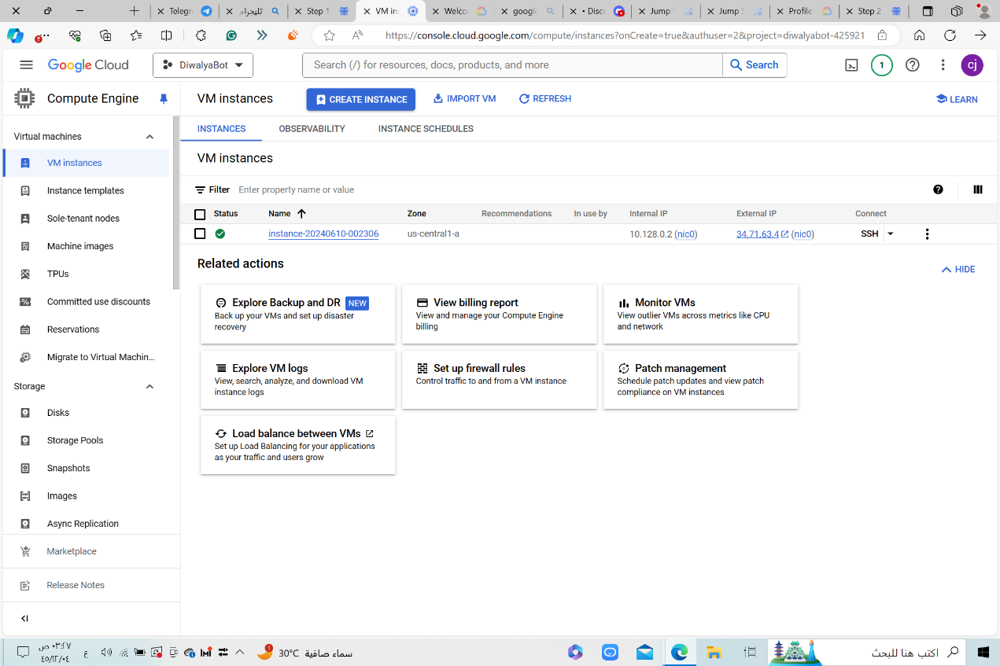 Telegr
تليجرام
Step 1
VM ins
Welco
google
• Disc
Jump
Jump
Profile
Step 2
https://console.cloud.google.com/compute/instances?onCreate=true&authuser=2&project=diwalyabot-425921
Google Cloud
DiwalyaBot
Search (/) for resources, docs, products, and more
Search
1
cj
Compute Engine
VM instances
CREATE INSTANCE
IMPORT VM
REFRESH
LEARN
Virtual machines
VM instances
Instance templates
Sole-tenant nodes
Machine images
TPUs
Committed use discounts
Reservations
Migrate to Virtual Machin...
Storage
Disks
Storage Pools
Snapshots
Images
Async Replication
Marketplace
Release Notes
INSTANCES
OBSERVABILITY
INSTANCE SCHEDULES
VM instances
Filter
Enter property name or value
Status
Name
Zone
Recommendations
In use by
Internal IP
External IP
Connect
instance-20240610-002306
us-central1-a
10.128.0.2 (nic0)
34.71.63.4 (nic0)
SSH
Related actions
HIDE
Explore Backup and DR NEW
Back up your VMs and set up disaster
recovery
View billing report
View and manage your Compute Engine
billing
Monitor VMs
View outlier VMs across metrics like CPU
and network
Explore VM logs
View, search, analyze, and download VM
instance logs
Set up firewall rules
Control traffic to and from a VM instance
Patch management
Schedule patch updates and view patch
compliance on VM instances
Load balance between VMs
Set up Load Balancing for your applications
as your traffic and users grow
٠٣:٢٧ ص
٤٥/١٢/٠٤
ع
1
30°C سماء صافية
اكتب هنا للبحث